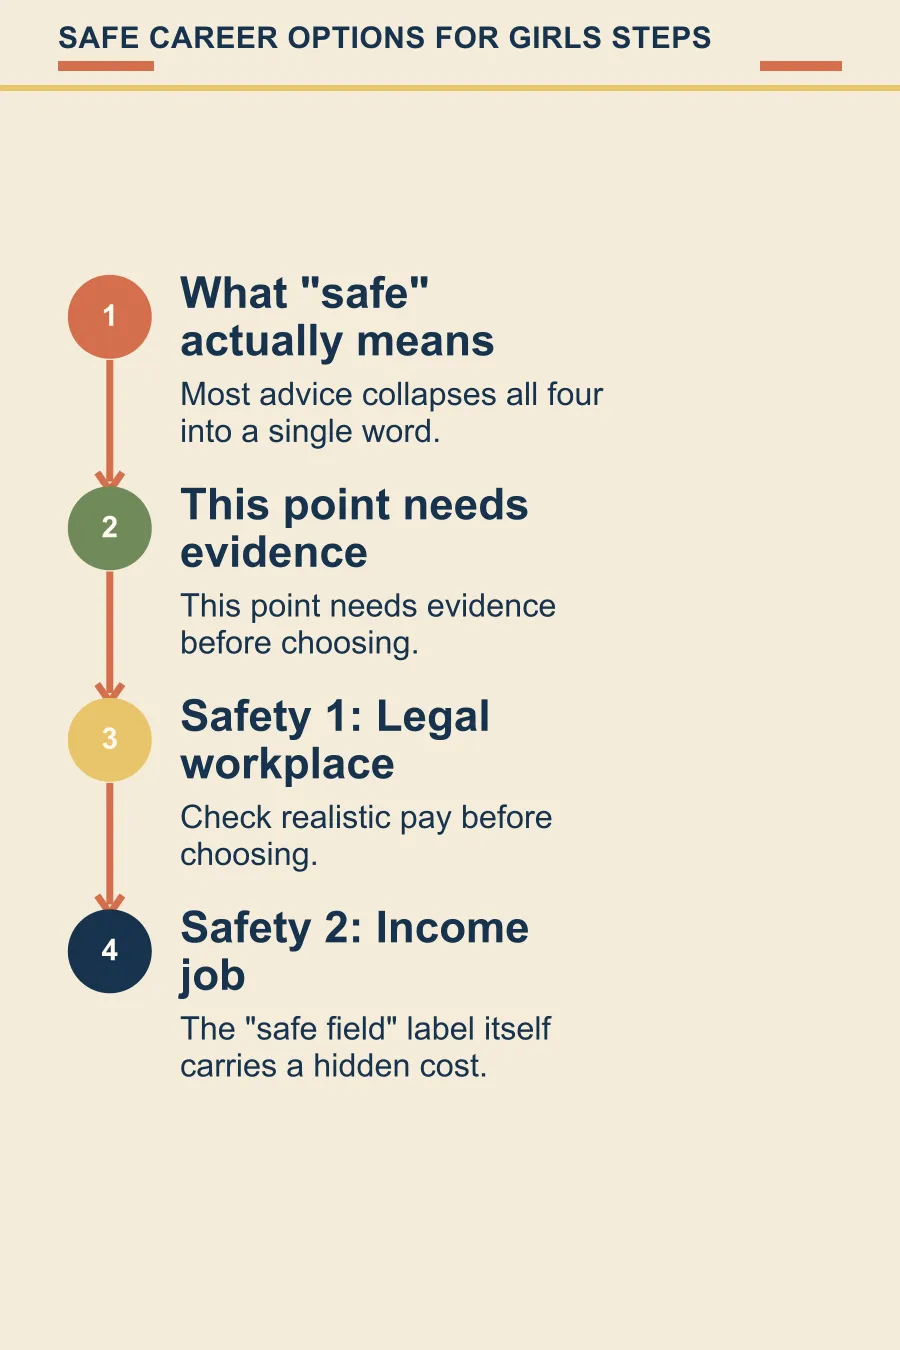 SAFE CAREER OPTIONS FOR GIRLS STEPS
1
What "safe"
actually means
Most advice collapses all four
into a single word.
2
This point needs
evidence
This point needs evidence
before choosing.
3
Safety 1: Legal
workplace
Check realistic pay before
choosing.
4
Safety 2: Income
job
The "safe field" label itself
carries a hidden cost.